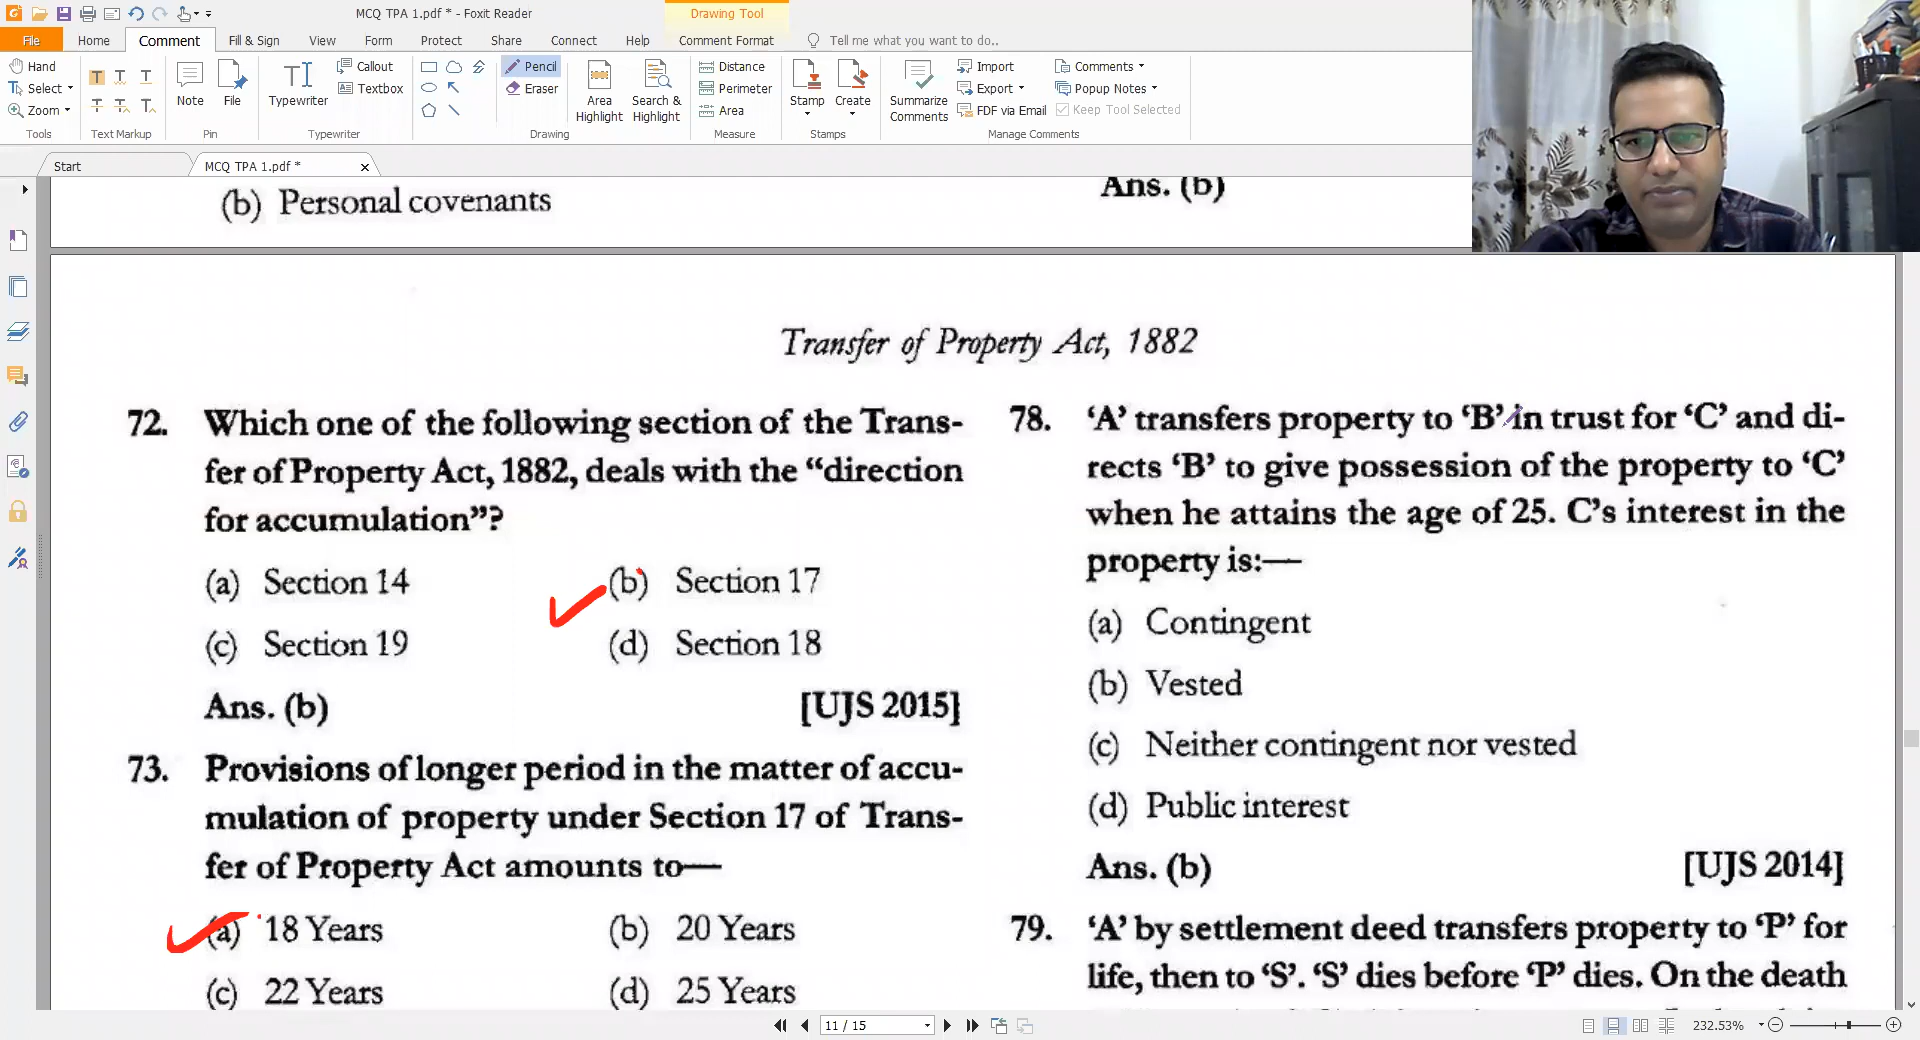 MCQ TPA 1.pdf * - Foxit Reader
Drawing Tool
File Home Comment Fill & Sign View Form Protect Share Connect Help Comment Format Tell me what you want to do..
Hand
Select
Zoom
Tools
Text Markup
Note
File
Pin
Typewriter
Callout
Textbox
Typewriter
Pencil
Eraser
Area Highlight
Search & Highlight
Drawing
Distance
Perimeter
Area
Measure
Stamp
Create
Stamps
Summarize Comments
Import
Export
FDF via Email
Comments
Popup Notes
Keep Tool Selected
Manage Comments
Start
MCQ TPA 1.pdf *
(b) Personal covenants
Ans. (b)
Transfer of Property Act, 1882
72. Which one of the following section of the Trans-
fer of Property Act, 1882, deals with the “direction
for accumulation”?
(a) Section 14 (b) Section 17
(c) Section 19 (d) Section 18
Ans. (b) [UJS 2015]
73. Provisions of longer period in the matter of accu-
mulation of property under Section 17 of Trans-
fer of Property Act amounts to—
(a) 18 Years (b) 20 Years
(c) 22 Years (d) 25 Years
78. ‘A’ transfers property to ‘B’ in trust for ‘C’ and di-
rects ‘B’ to give possession of the property to ‘C’
when he attains the age of 25. C’s interest in the
property is:—
(a) Contingent
(b) Vested
(c) Neither contingent nor vested
(d) Public interest
Ans. (b) [UJS 2014]
79. ‘A’ by settlement deed transfers property to ‘P’ for
life, then to ‘S’. ‘S’ dies before ‘P’ dies. On the death
11 / 15
232.53%